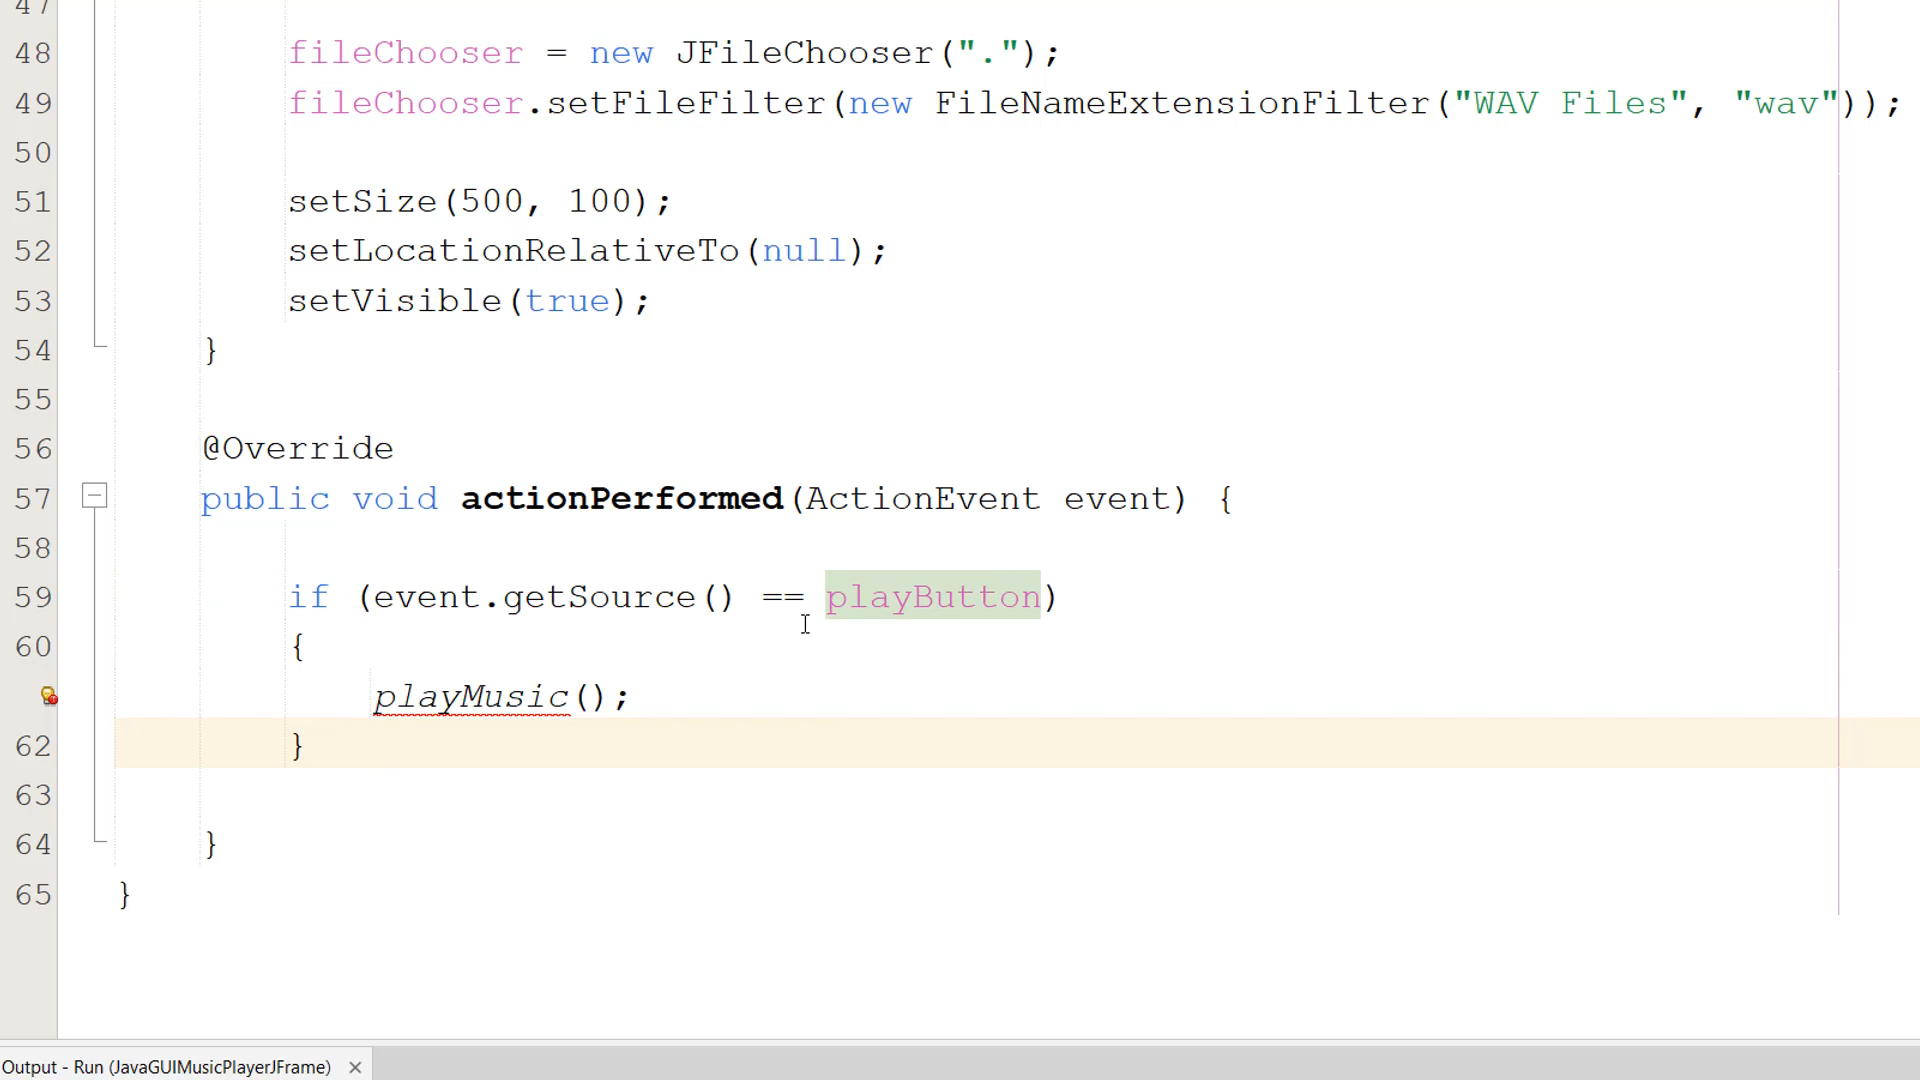 47
48 fileChooser = new JFileChooser(".");
49 fileChooser.setFileFilter(new FileNameExtensionFilter("WAV Files", "wav"));
50
51 setSize(500, 100);
52 setLocationRelativeTo(null);
53 setVisible(true);
54 }
55
56 @Override
57 public void actionPerformed(ActionEvent event) {
58
59 if (event.getSource() == playButton)
60 {
playMusic();
62 }
63
64 }
65 }
Output - Run (JavaGUIMusicPlayerJFrame)